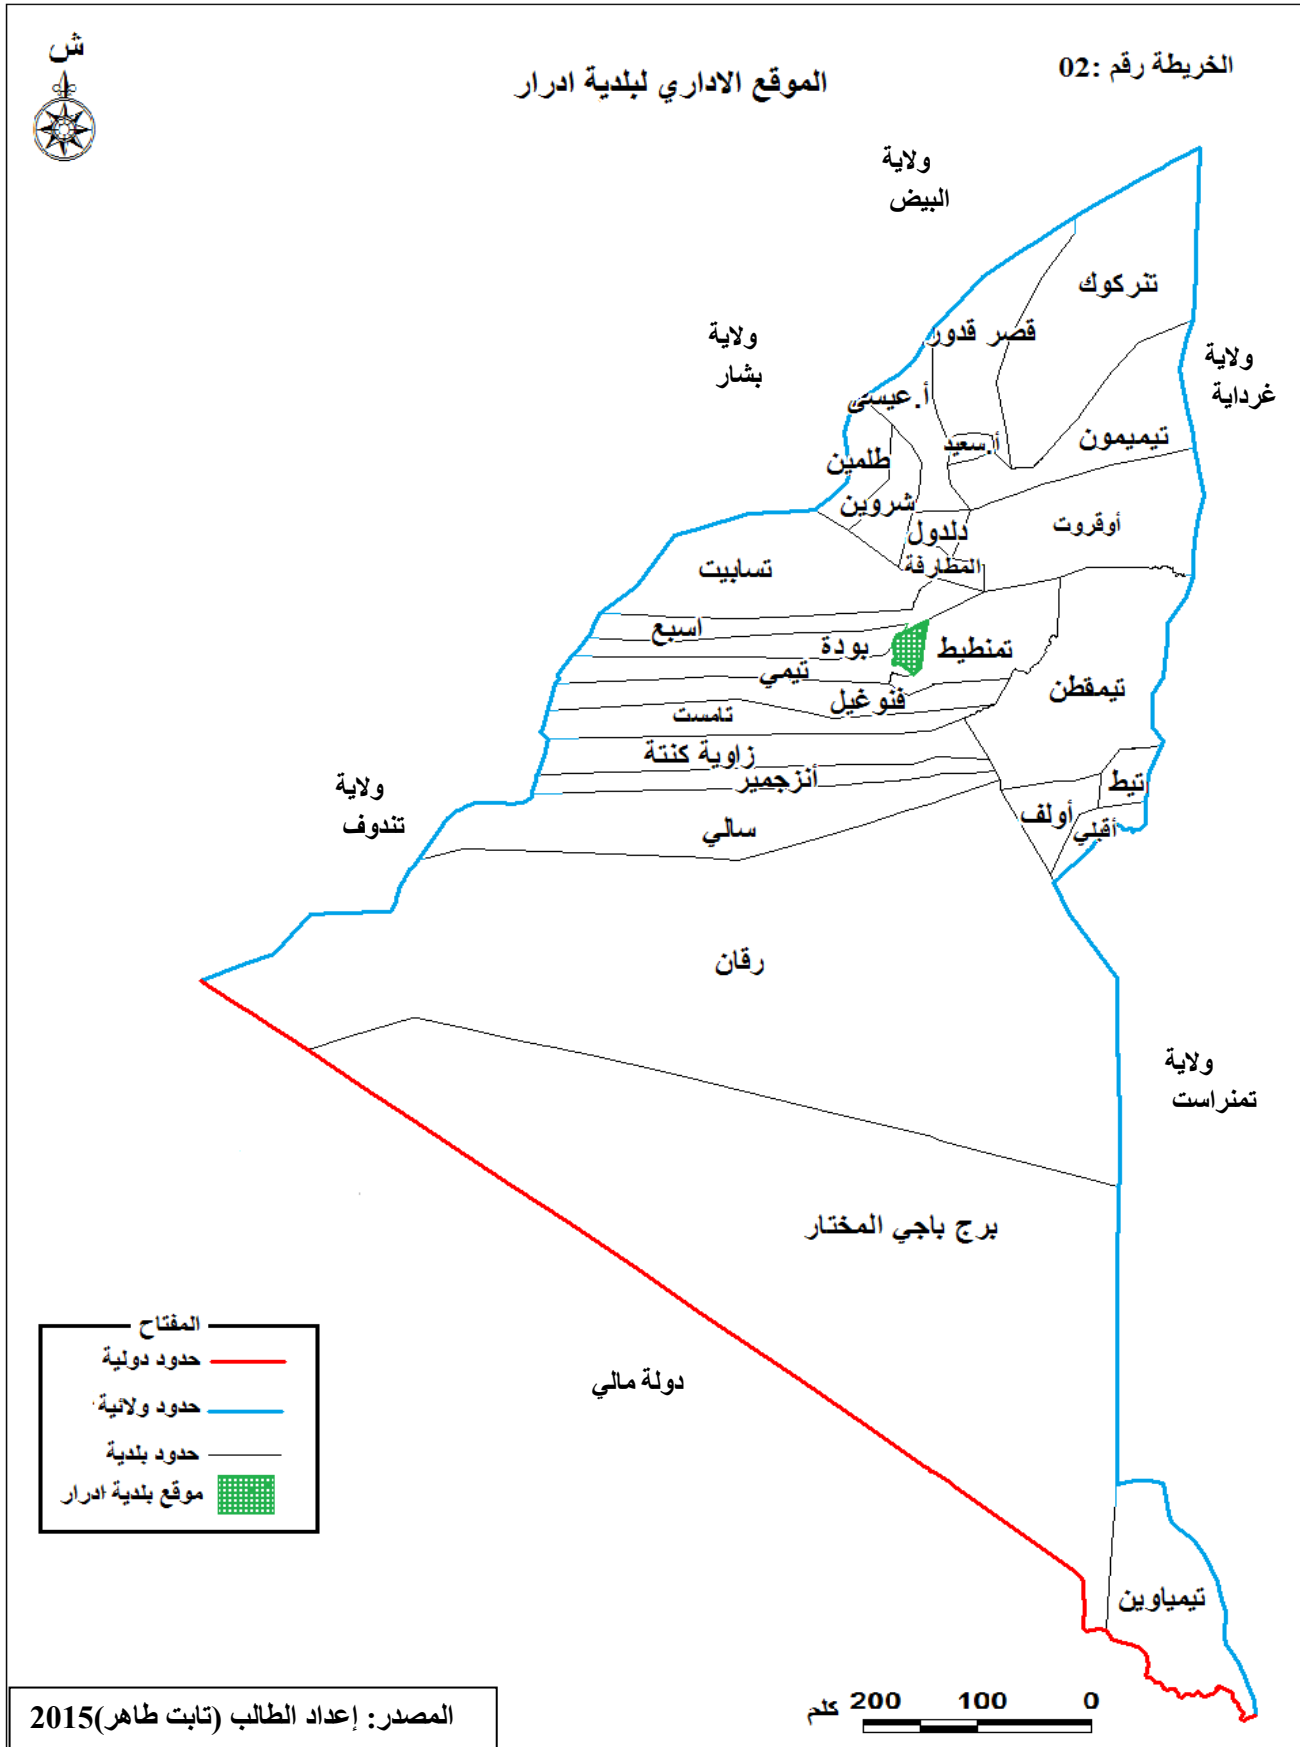 الخريطة رقم :02
ش
الموقع الاداري لبلدية ادرار
ولاية
البيض
تنركوك
قصر قدور
ولاية
بشار
ولاية
غرداية
أ.عيسى
تيميمون
أ.سعيد
طلمين
شروين
أوقروت
دلدول
المطارفة
تسابيت
اسبع
بودة
تمنطيط
تيمي
تيمقطن
فنوغيل
تامست
زاوية كنتة
أنزجمير
تيط
ولاية
تندوف
أولف
أقبلي
سالي
رقان
ولاية
تمنراست
برج باجي المختار
دولة مالي
المفتاح
حدود دولية
حدود ولائية
حدود بلدية
موقع بلدية ادرار
تيمياوين
200 100 0
كلم
المصدر: إعداد الطالب (تابت طاهر)2015